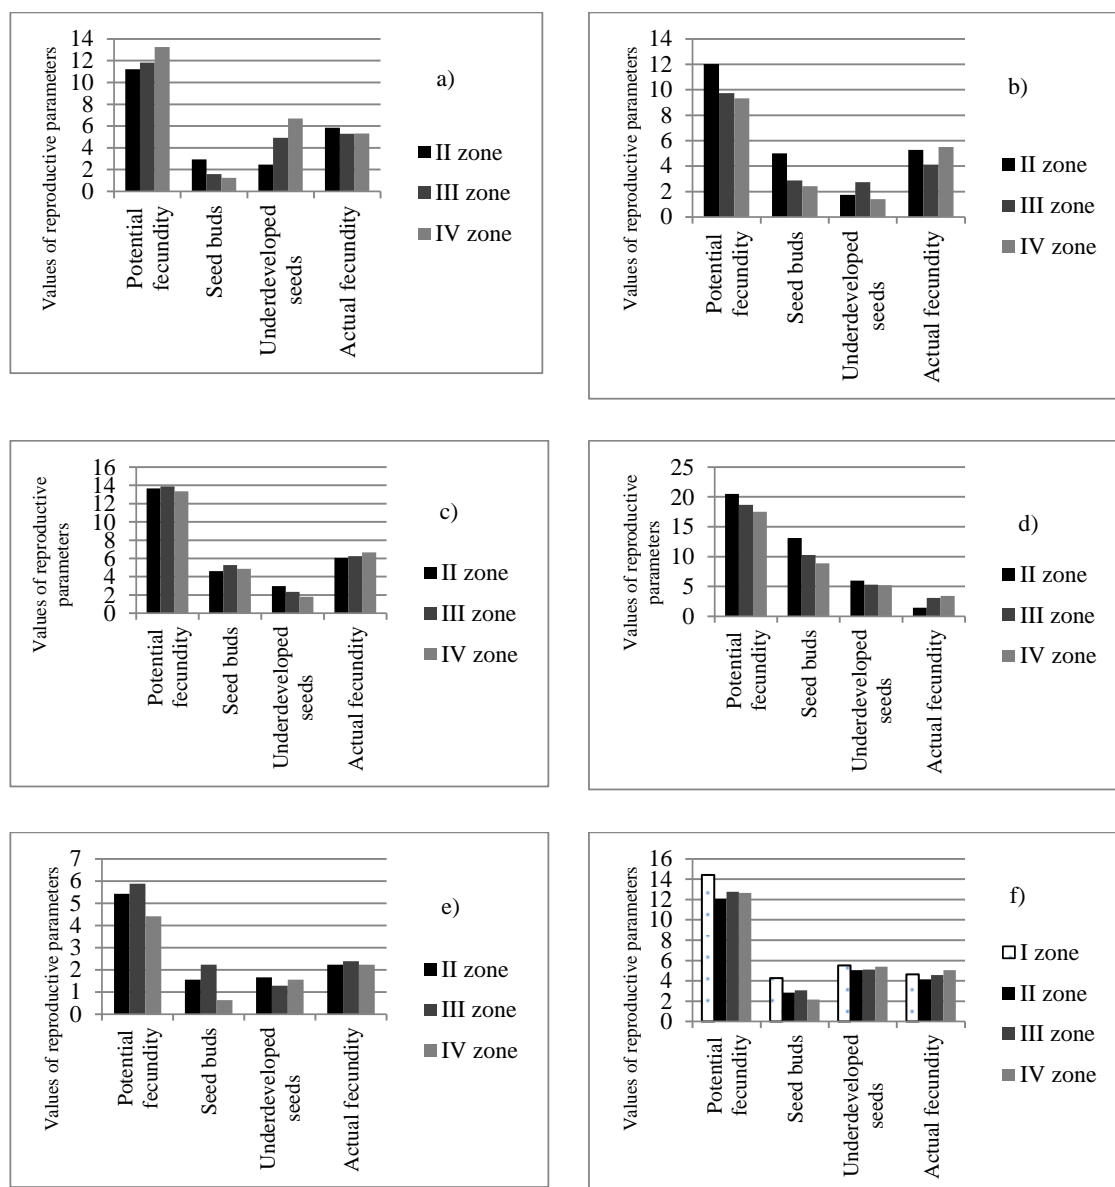 Values of reproductive parameters
14
12
10
8
6
4
2
0
Potential
fecundity
Seed buds
Underdeveloped
seeds
Actual fecundity
a)
II zone
III zone
IV zone
Values of reproductive parameters
14
12
10
8
6
4
2
0
Potential
fecundity
Seed buds
Underdeveloped
seeds
Actual fecundity
b)
II zone
III zone
IV zone
Values of reproductive
parameters
16
14
12
10
8
6
4
2
0
Potential
fecundity
Seed buds
Underdeveloped
seeds
Actual fecundity
c)
II zone
III zone
IV zone
Values of reproductive
parameters
25
20
15
10
5
0
Potential
fecundity
Seed buds
Underdeveloped
seeds
Actual fecundity
d)
II zone
III zone
IV zone
Values of reproductive parameters
7
6
5
4
3
2
1
0
Potential
fecundity
Seed buds
Underdeveloped
seeds
Actual fecundity
e)
II zone
III zone
IV zone
Values of reproductive parameters
16
14
12
10
8
6
4
2
0
Potential
fecundity
Seed buds
Underdeveloped
seeds
Actual fecundity
f)
I zone
II zone
III zone
IV zone